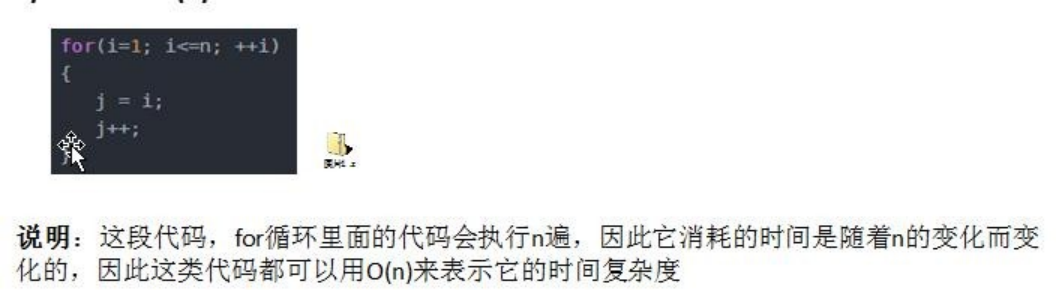 for(i=1; i<=n; ++i)
{
j = i;
j++;
}
说明：这段代码，for循环里面的代码会执行n遍，因此它消耗的时间是随着n的变化而变
化的，因此这类代码都可以用O(n)来表示它的时间复杂度